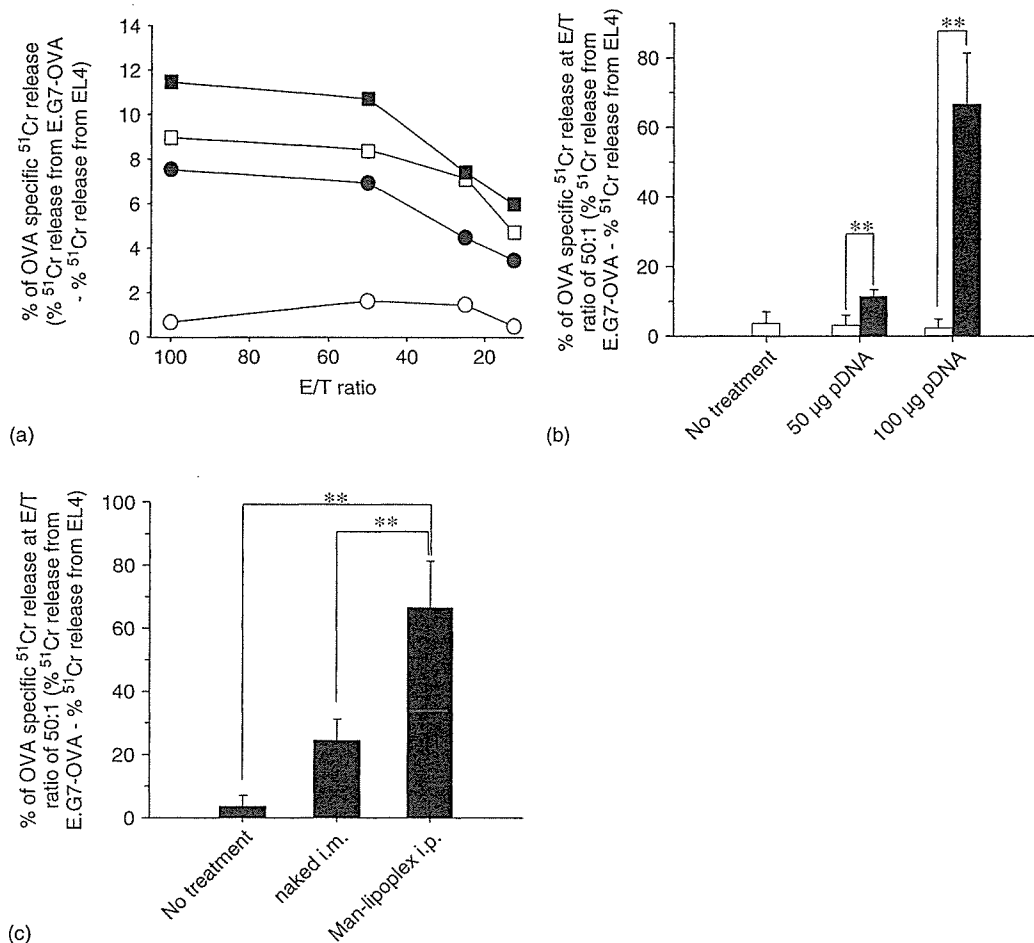 % of OVA specific ⁵¹Cr release
(% ⁵¹Cr release from E.G7-OVA
- % ⁵¹Cr release from EL4)
14
12
10
8
6
4
2
0
100
80
60
40
20
E/T ratio
(a)
% of OVA specific ⁵¹Cr release at E/T
ratio of 50:1 (% ⁵¹Cr release from
E.G7-OVA - % ⁵¹Cr release from EL4)
80
60
40
20
0
**
**
No treatment
50 µg pDNA
100 µg pDNA
(b)
% of OVA specific ⁵¹Cr release at E/T
ratio of 50:1 (% ⁵¹Cr release from
E.G7-OVA - % ⁵¹Cr release from EL4)
100
80
60
40
20
0
**
**
No treatment
naked i.m.
Man-lipoplex i.p.
(c)